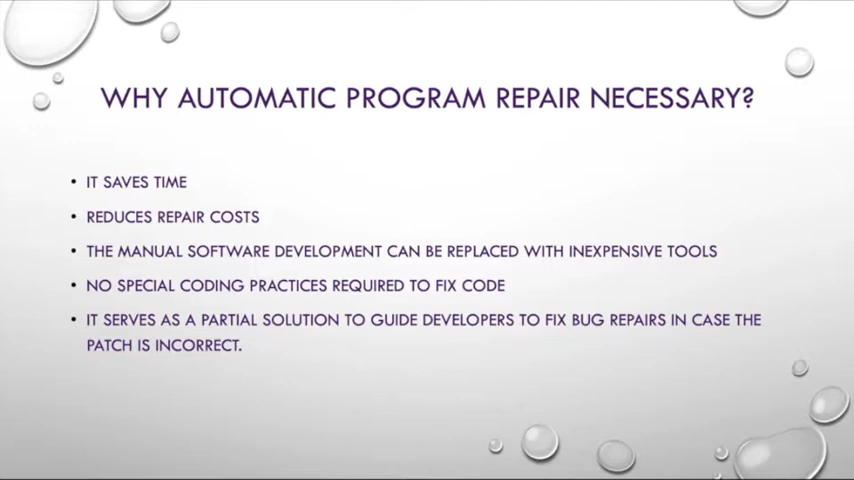 WHY AUTOMATIC PROGRAM REPAIR NECESSARY?
• IT SAVES TIME
• REDUCES REPAIR COSTS
• THE MANUAL SOFTWARE DEVELOPMENT CAN BE REPLACED WITH INEXPENSIVE TOOLS
• NO SPECIAL CODING PRACTICES REQUIRED TO FIX CODE
• IT SERVES AS A PARTIAL SOLUTION TO GUIDE DEVELOPERS TO FIX BUG REPAIRS IN CASE THE
PATCH IS INCORRECT.